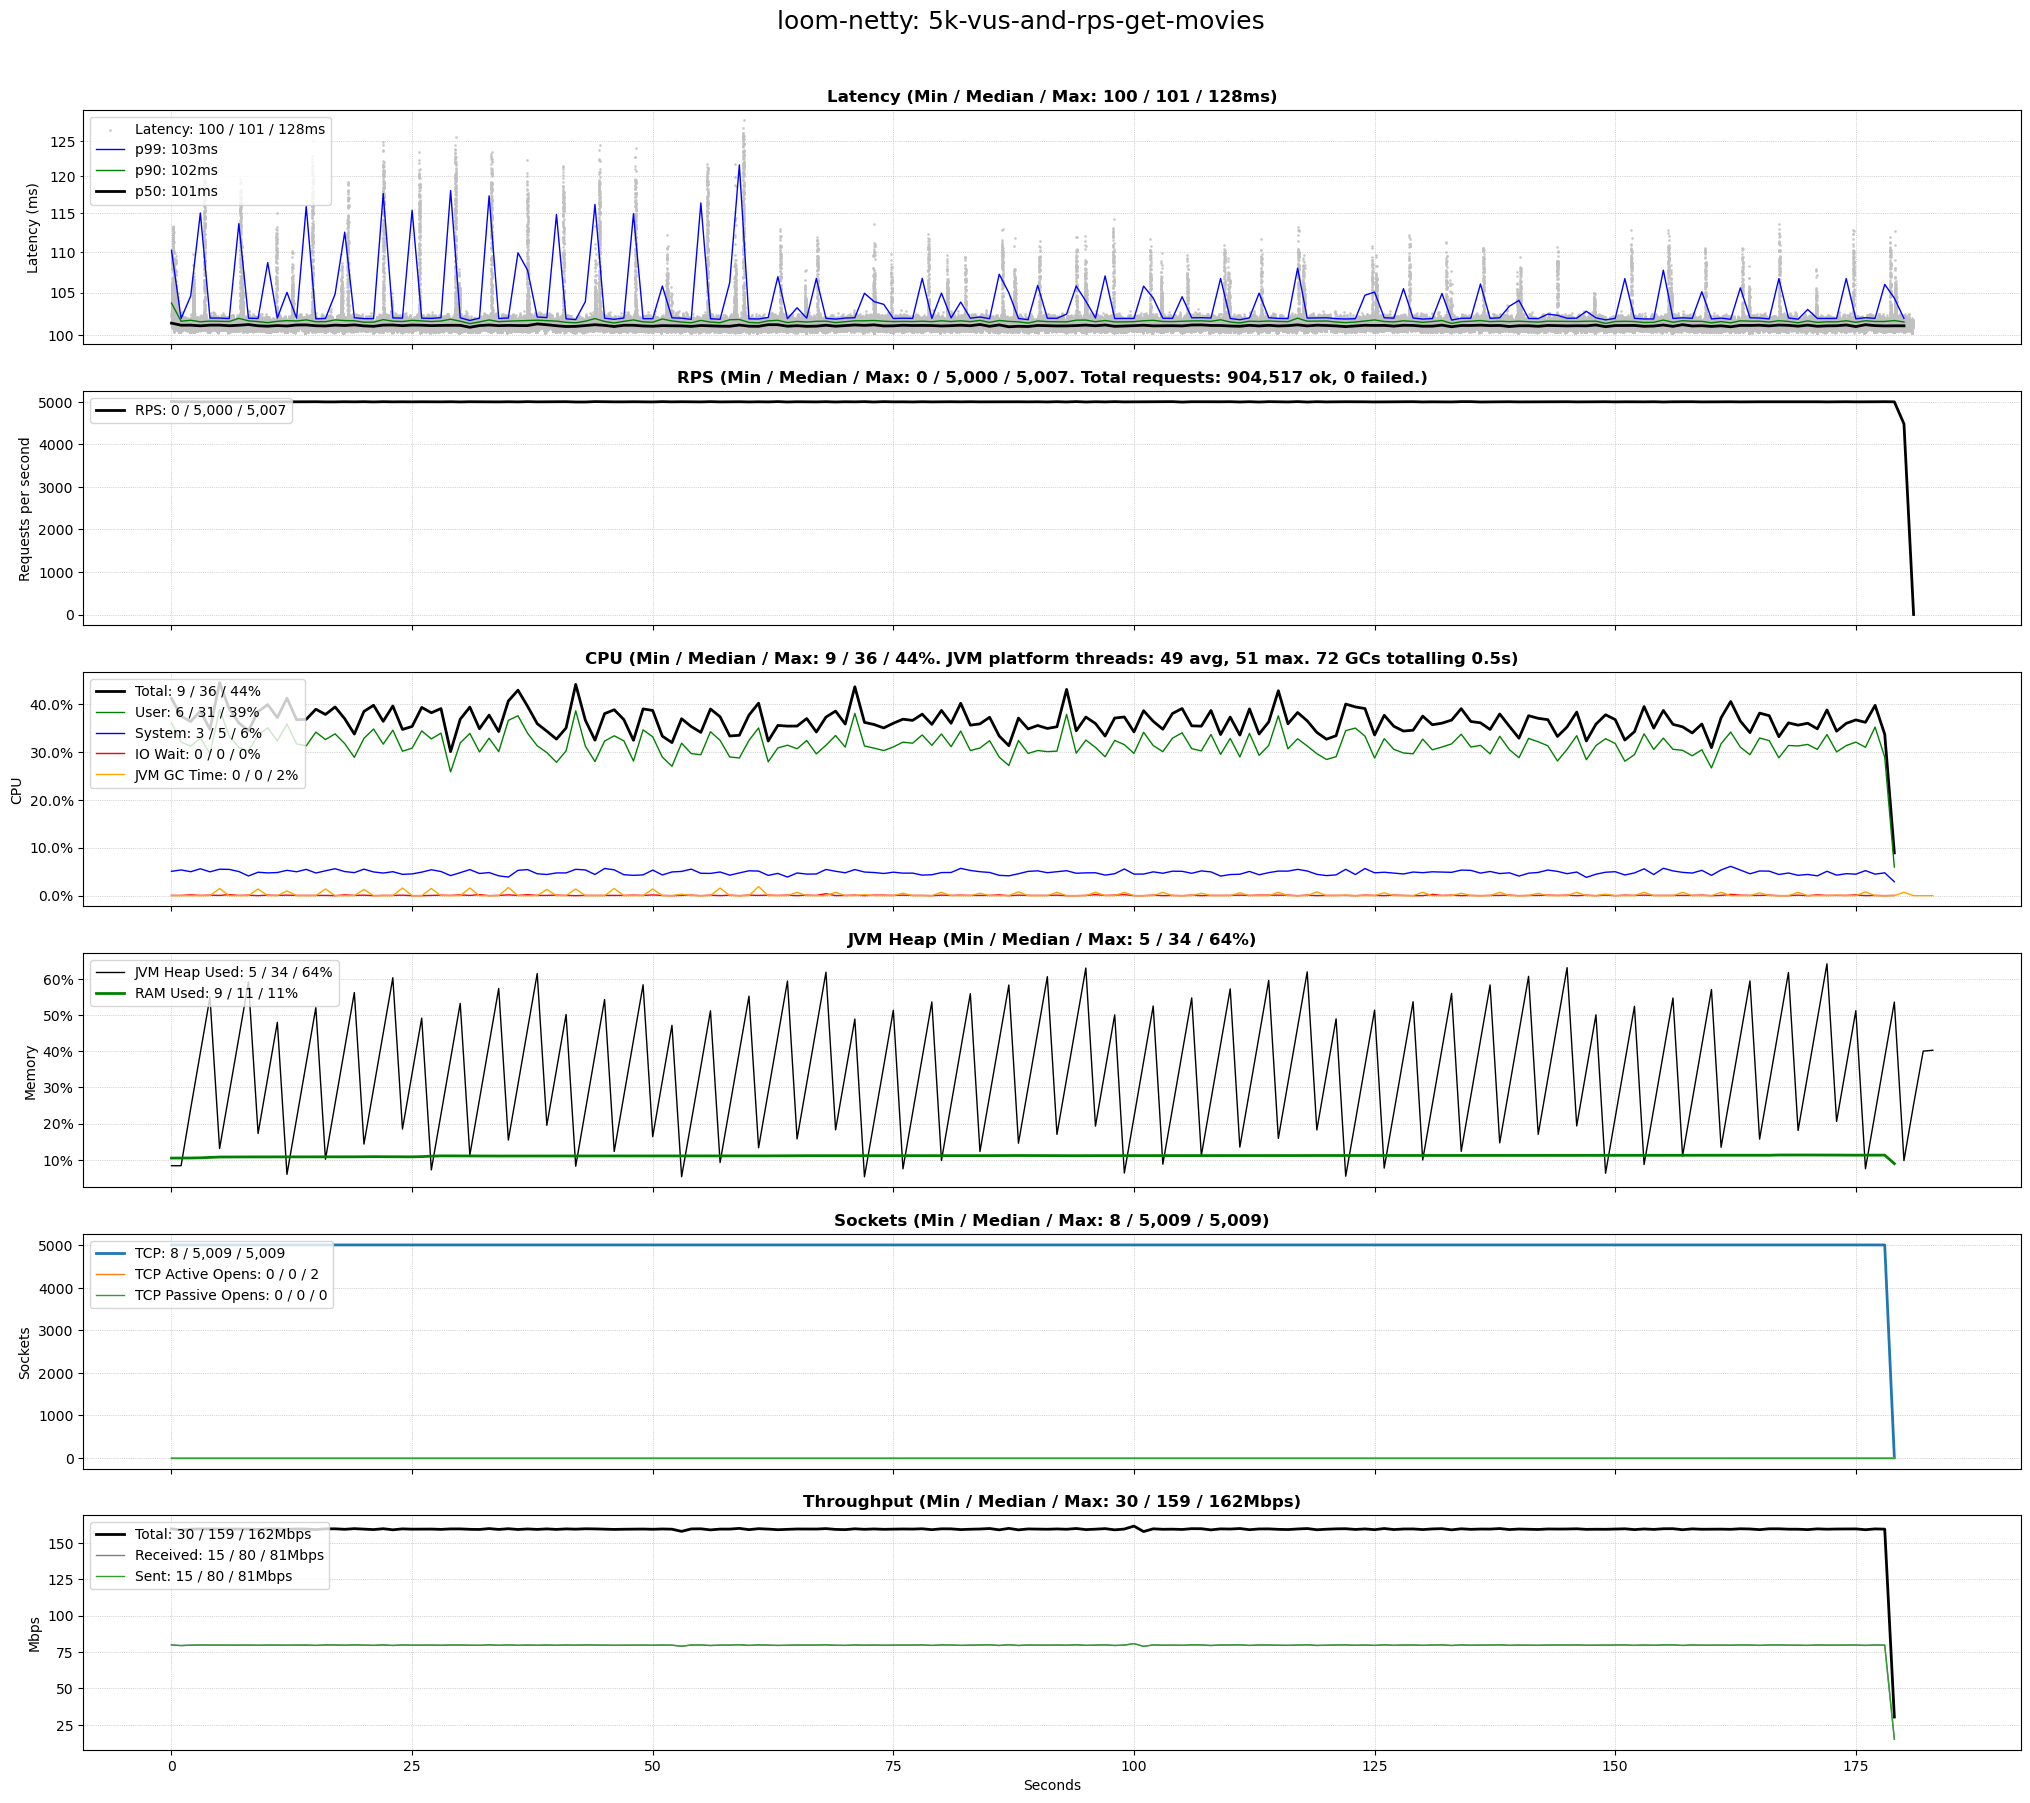 loom-netty: 5k-vus-and-rps-get-movies
Latency (Min / Median / Max: 100 / 101 / 128ms)
Latency: 100 / 101 / 128ms
p99: 103ms
p90: 102ms
p50: 101ms
Latency (ms)
125
120
115
110
105
100
RPS (Min / Median / Max: 0 / 5,000 / 5,007. Total requests: 904,517 ok, 0 failed.)
RPS: 0 / 5,000 / 5,007
Requests per second
5000
4000
3000
2000
1000
0
CPU (Min / Median / Max: 9 / 36 / 44%. JVM platform threads: 49 avg, 51 max. 72 GCs totalling 0.5s)
Total: 9 / 36 / 44%
User: 6 / 31 / 39%
System: 3 / 5 / 6%
IO Wait: 0 / 0 / 0%
JVM GC Time: 0 / 0 / 2%
CPU
40.0%
30.0%
20.0%
10.0%
0.0%
JVM Heap (Min / Median / Max: 5 / 34 / 64%)
JVM Heap Used: 5 / 34 / 64%
RAM Used: 9 / 11 / 11%
Memory
60%
50%
40%
30%
20%
10%
Sockets (Min / Median / Max: 8 / 5,009 / 5,009)
TCP: 8 / 5,009 / 5,009
TCP Active Opens: 0 / 0 / 2
TCP Passive Opens: 0 / 0 / 0
Sockets
5000
4000
3000
2000
1000
0
Throughput (Min / Median / Max: 30 / 159 / 162Mbps)
Total: 30 / 159 / 162Mbps
Received: 15 / 80 / 81Mbps
Sent: 15 / 80 / 81Mbps
Mbps
150
125
100
75
50
25
0 25 50 75 100 125 150 175
Seconds